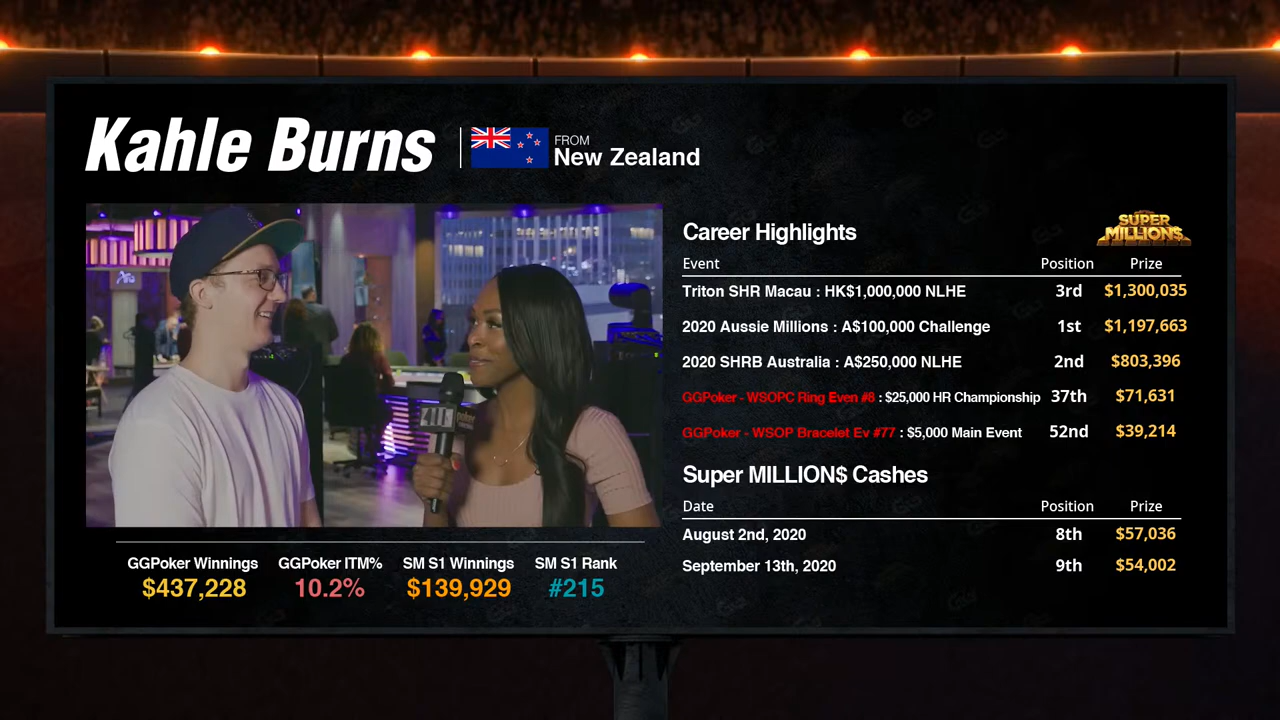 Kahle Burns
FROM
New Zealand
SUPER
MILLION$
Career Highlights
Event Position Prize
Triton SHR Macau : HK$1,000,000 NLHE 3rd $1,300,035
2020 Aussie Millions : A$100,000 Challenge 1st $1,197,663
2020 SHRB Australia : A$250,000 NLHE 2nd $803,396
GGPoker - WSOPC Ring Even #8 : $25,000 HR Championship 37th $71,631
GGPoker - WSOP Bracelet Ev #77 : $5,000 Main Event 52nd $39,214
Super MILLION$ Cashes
Date Position Prize
August 2nd, 2020 8th $57,036
September 13th, 2020 9th $54,002
GGPoker Winnings GGPoker ITM% SM S1 Winnings SM S1 Rank
$437,228 10.2% $139,929 #215